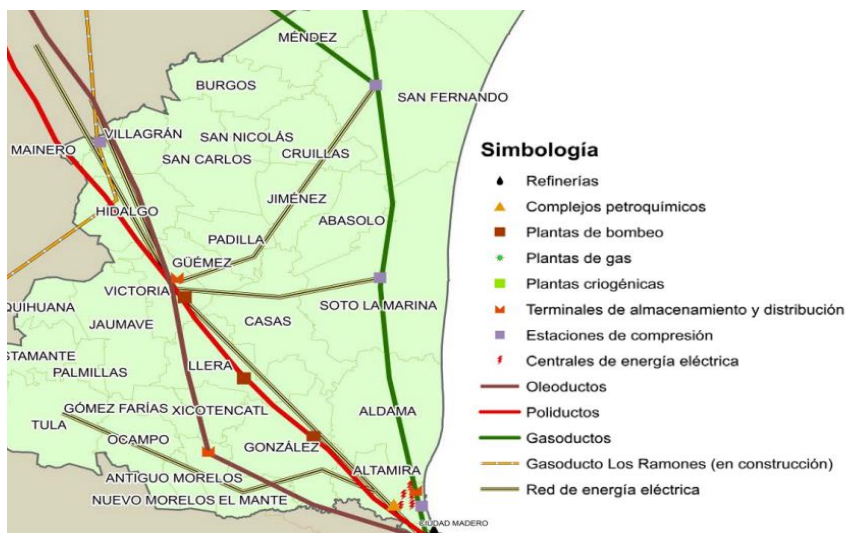 MÉNDEZ
BURGOS
SAN FERNANDO
VILLAGRÁN
SAN NICOLÁS
MAINERO
SAN CARLOS
CRUILLAS
JIMÉNEZ
HIDALGO
ABASOLO
PADILLA
GÜÉMEZ
VICTORIA
SOTO LA MARINA
QUIHUANA
JAUMAVE
CASAS
STAMANTE
PALMILLAS
LLERA
GÓMEZ FARÍAS
XICOTENCATL
ALDAMA
TULA
OCAMPO
GONZÁLEZ
ANTIGUO MORELOS
ALTAMIRA
NUEVO MORELOS
EL MANTE
CIUDAD MADERO
Simbología
Refinerías
Complejos petroquímicos
Plantas de bombeo
Plantas de gas
Plantas criogénicas
Terminales de almacenamiento y distribución
Estaciones de compresión
Centrales de energía eléctrica
Oleoductos
Poliductos
Gasoductos
Gasoducto Los Ramones (en construcción)
Red de energía eléctrica